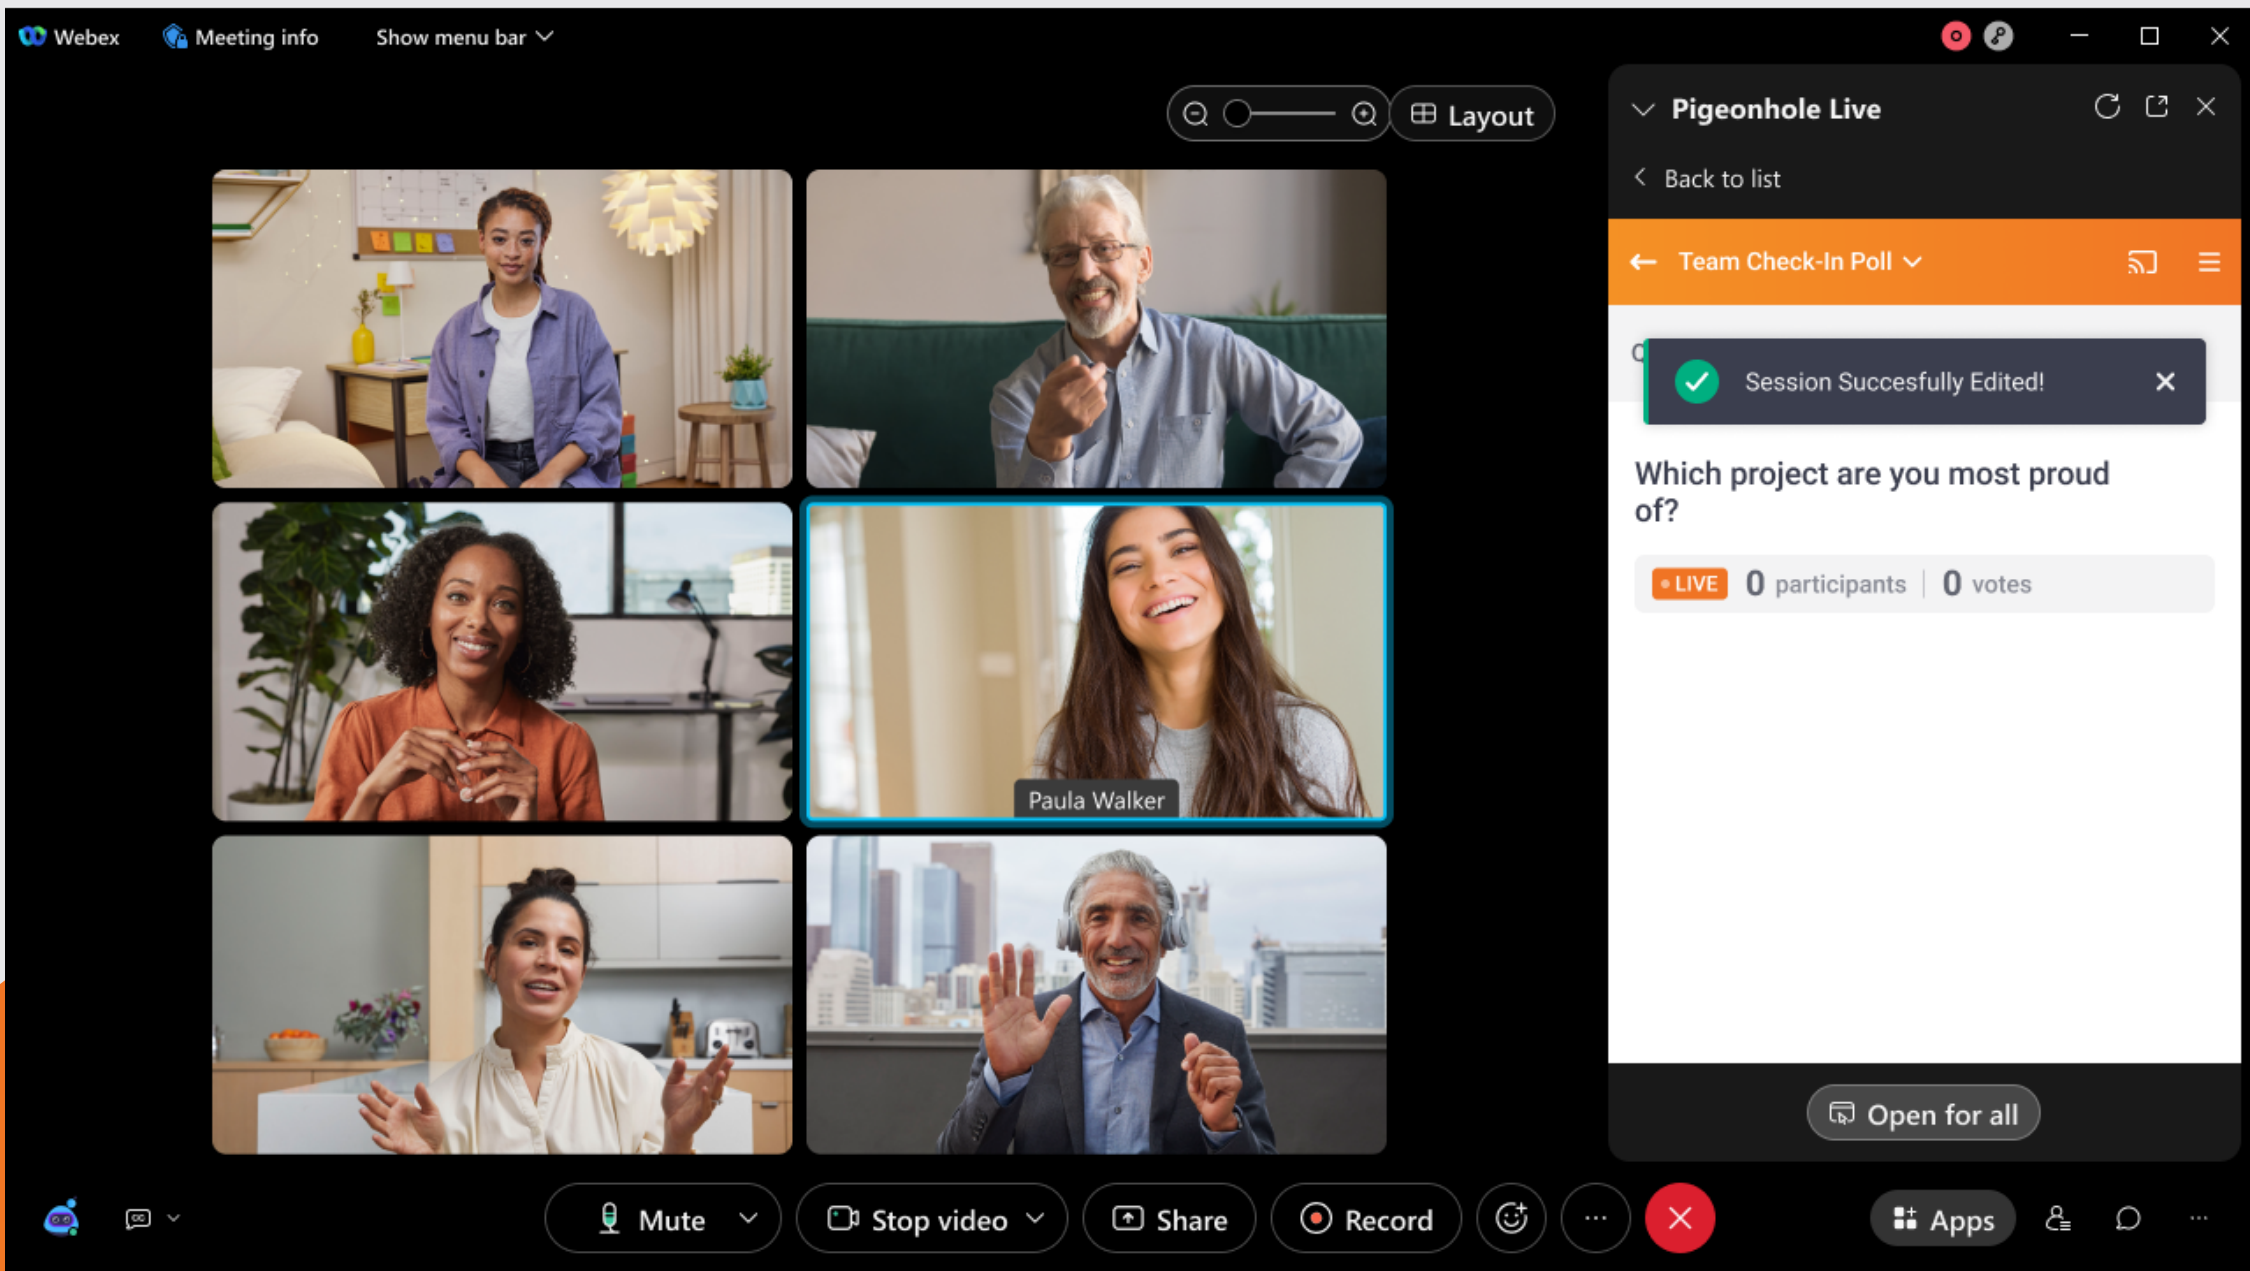 Webex
Meeting info
Show menu bar
Layout
Pigeonhole Live
Back to list
Team Check-In Poll
Session Succesfully Edited!
Which project are you most proud
of?
LIVE 0 participants | 0 votes
Paula Walker
Open for all
CC
Mute
Stop video
Share
Record
Apps